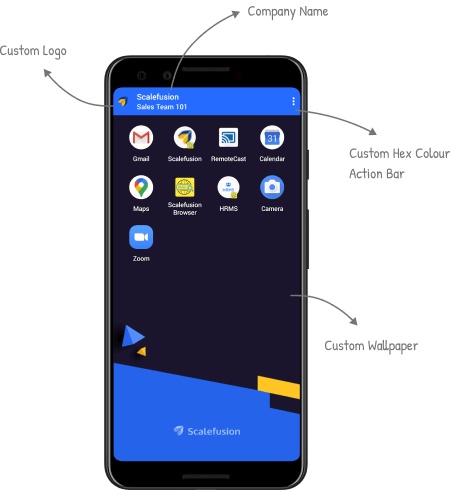 Company Name
Custom Logo
Scalefusion
Sales Team 101
Custom Hex Colour
Action Bar
31
Gmail
Scalefusion
RemoteCast
Calendar
HRMS
Maps
Scalefusion
Browser
HRMS
Camera
Zoom
Custom Wallpaper
Scalefusion